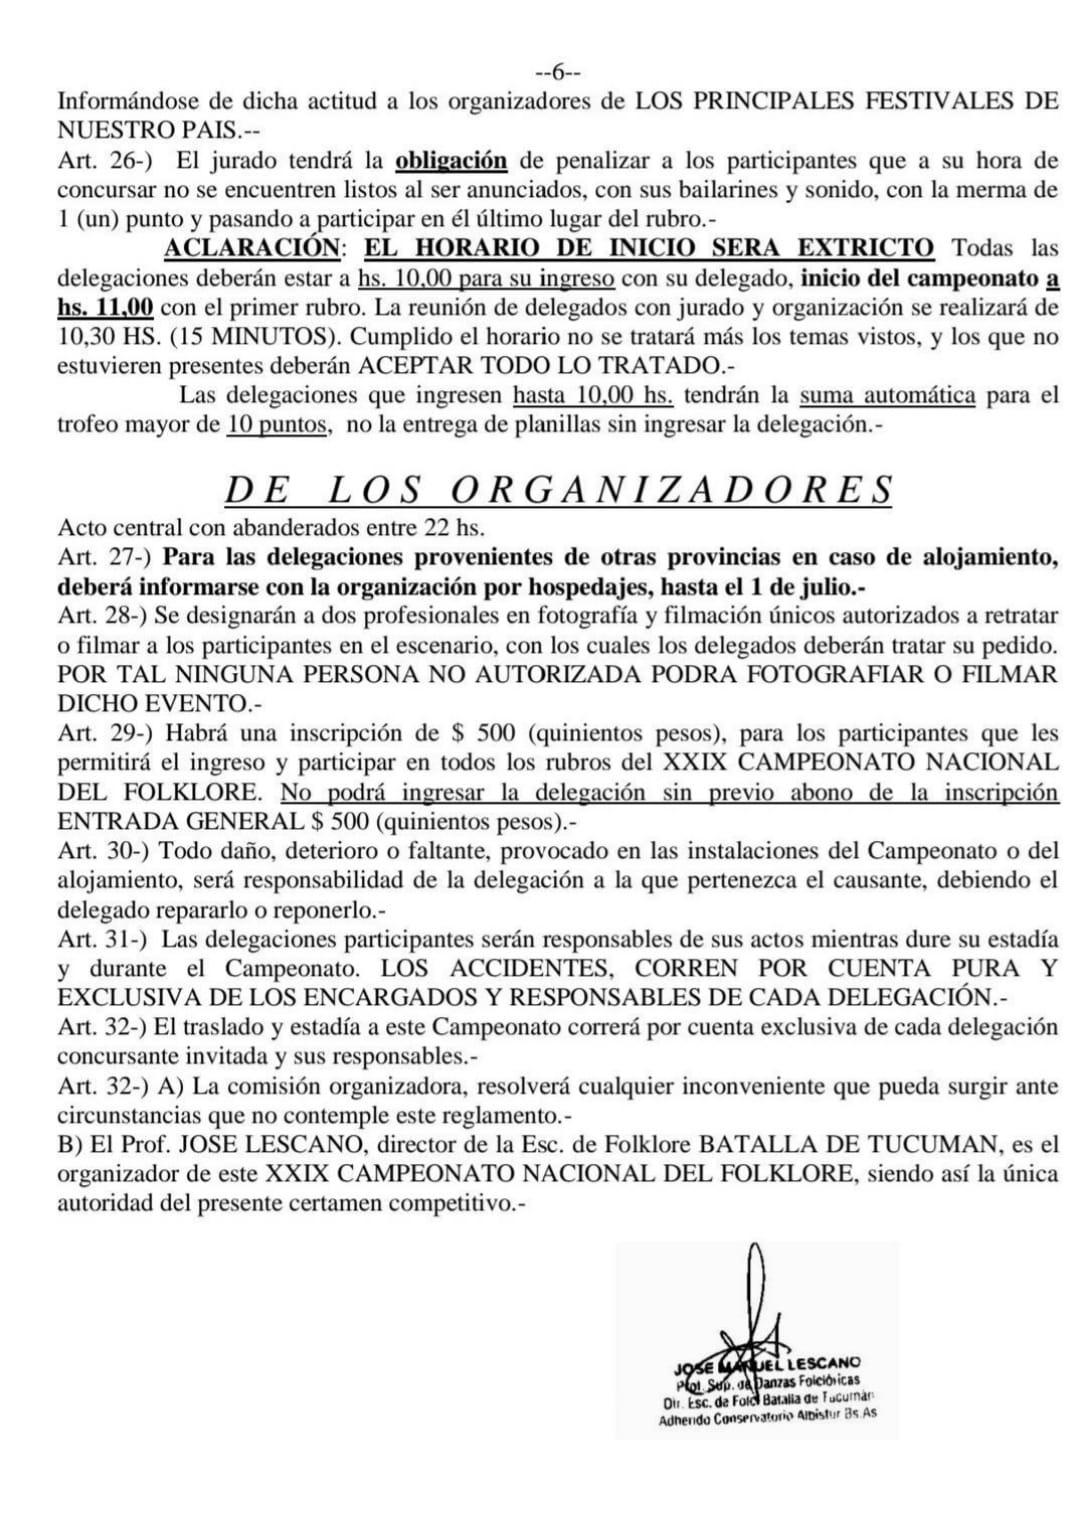 --6--
Informándose de dicha actitud a los organizadores de LOS PRINCIPALES FESTIVALES DE
NUESTRO PAIS.--
Art. 26-) El jurado tendrá la obligación de penalizar a los participantes que a su hora de
concursar no se encuentren listos al ser anunciados, con sus bailarines y sonido, con la merma de
1 (un) punto y pasando a participar en él último lugar del rubro.-
ACLARACIÓN: EL HORARIO DE INICIO SERA EXTRICTO Todas las
delegaciones deberán estar a hs. 10,00 para su ingreso con su delegado, inicio del campeonato a
hs. 11,00 con el primer rubro. La reunión de delegados con jurado y organización se realizará de
10,30 HS. (15 MINUTOS). Cumplido el horario no se tratará más los temas vistos, y los que no
estuvieren presentes deberán ACEPTAR TODO LO TRATADO.-
Las delegaciones que ingresen hasta 10,00 hs. tendrán la suma automática para el
trofeo mayor de 10 puntos, no la entrega de planillas sin ingresar la delegación.-
DE LOS ORGANIZADORES
Acto central con abanderados entre 22 hs.
Art. 27-) Para las delegaciones provenientes de otras provincias en caso de alojamiento,
deberá informarse con la organización por hospedajes, hasta el 1 de julio.-
Art. 28-) Se designarán a dos profesionales en fotografía y filmación únicos autorizados a retratar
o filmar a los participantes en el escenario, con los cuales los delegados deberán tratar su pedido.
POR TAL NINGUNA PERSONA NO AUTORIZADA PODRA FOTOGRAFIAR O FILMAR
DICHO EVENTO.-
Art. 29-) Habrá una inscripción de $ 500 (quinientos pesos), para los participantes que les
permitirá el ingreso y participar en todos los rubros del XXIX CAMPEONATO NACIONAL
DEL FOLKLORE. No podrá ingresar la delegación sin previo abono de la inscripción
ENTRADA GENERAL $ 500 (quinientos pesos).-
Art. 30-) Todo daño, deterioro o faltante, provocado en las instalaciones del Campeonato o del
alojamiento, será responsabilidad de la delegación a la que pertenezca el causante, debiendo el
delegado repararlo o reponerlo.-
Art. 31-) Las delegaciones participantes serán responsables de sus actos mientras dure su estadía
y durante el Campeonato. LOS ACCIDENTES, CORREN POR CUENTA PURA Y
EXCLUSIVA DE LOS ENCARGADOS Y RESPONSABLES DE CADA DELEGACIÓN.-
Art. 32-) El traslado y estadía a este Campeonato correrá por cuenta exclusiva de cada delegación
concursante invitada y sus responsables.-
Art. 32-) A) La comisión organizadora, resolverá cualquier inconveniente que pueda surgir ante
circunstancias que no contemple este reglamento.-
B) El Prof. JOSE LESCANO, director de la Esc. de Folklore BATALLA DE TUCUMAN, es el
organizador de este XXIX CAMPEONATO NACIONAL DEL FOLKLORE, siendo así la única
autoridad del presente certamen competitivo.-
JOSE MANUEL LESCANO
Prof. Sup. de Danzas Folclóricas
Dir. Esc. de Folcl Batalla de Tucumán
Adherido Conservatorio Albistur Bs.As